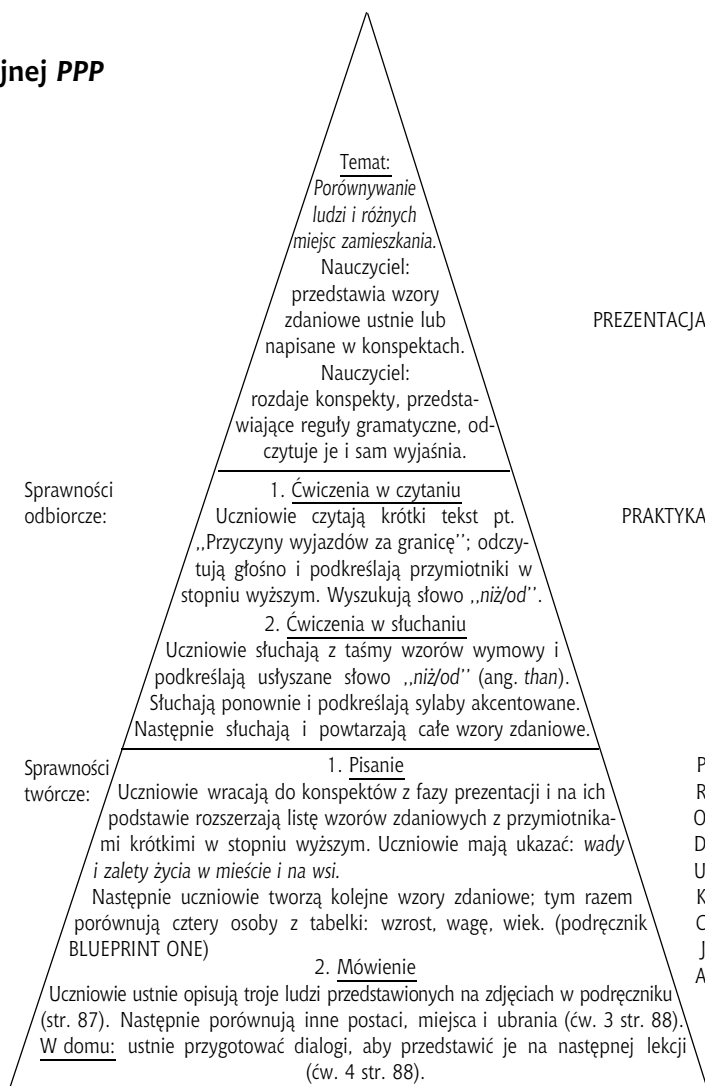 jnej PPP
Temat:
Porównywanie
ludzi i różnych
miejsc zamieszkania.
Nauczyciel:
przedstawia wzory
zdaniowe ustnie lub
napisane w konspektach.
Nauczyciel:
rozdaje konspekty, przedsta-
wiające reguły gramatyczne, od-
czytuje je i sam wyjaśnia.
PREZENTACJA
Sprawności
odbiorcze:
1. Ćwiczenia w czytaniu
Uczniowie czytają krótki tekst pt.
,,Przyczyny wyjazdów za granicę''; odczy-
tują głośno i podkreślają przymiotniki w
stopniu wyższym. Wyszukują słowo ,,niż/od''.
2. Ćwiczenia w słuchaniu
Uczniowie słuchają z taśmy wzorów wymowy i
podkreślają usłyszane słowo ,,niż/od'' (ang. than).
Słuchają ponownie i podkreślają sylaby akcentowane.
Następnie słuchają i powtarzają całe wzory zdaniowe.
PRAKTYKA
Sprawności
twórcze:
1. Pisanie
Uczniowie wracają do konspektów z fazy prezentacji i na ich
podstawie rozszerzają listę wzorów zdaniowych z przymiotnika-
mi krótkimi w stopniu wyższym. Uczniowie mają ukazać: wady
i zalety życia w mieście i na wsi.
Następnie uczniowie tworzą kolejne wzory zdaniowe; tym razem
porównują cztery osoby z tabelki: wzrost, wagę, wiek. (podręcznik
BLUEPRINT ONE)
2. Mówienie
Uczniowie ustnie opisują troje ludzi przedstawionych na zdjęciach w podręczniku
(str. 87). Następnie porównują inne postaci, miejsca i ubrania (ćw. 3 str. 88).
W domu: ustnie przygotować dialogi, aby przedstawić je na następnej lekcji
(ćw. 4 str. 88).
P
R
O
D
U
K
C
J
A